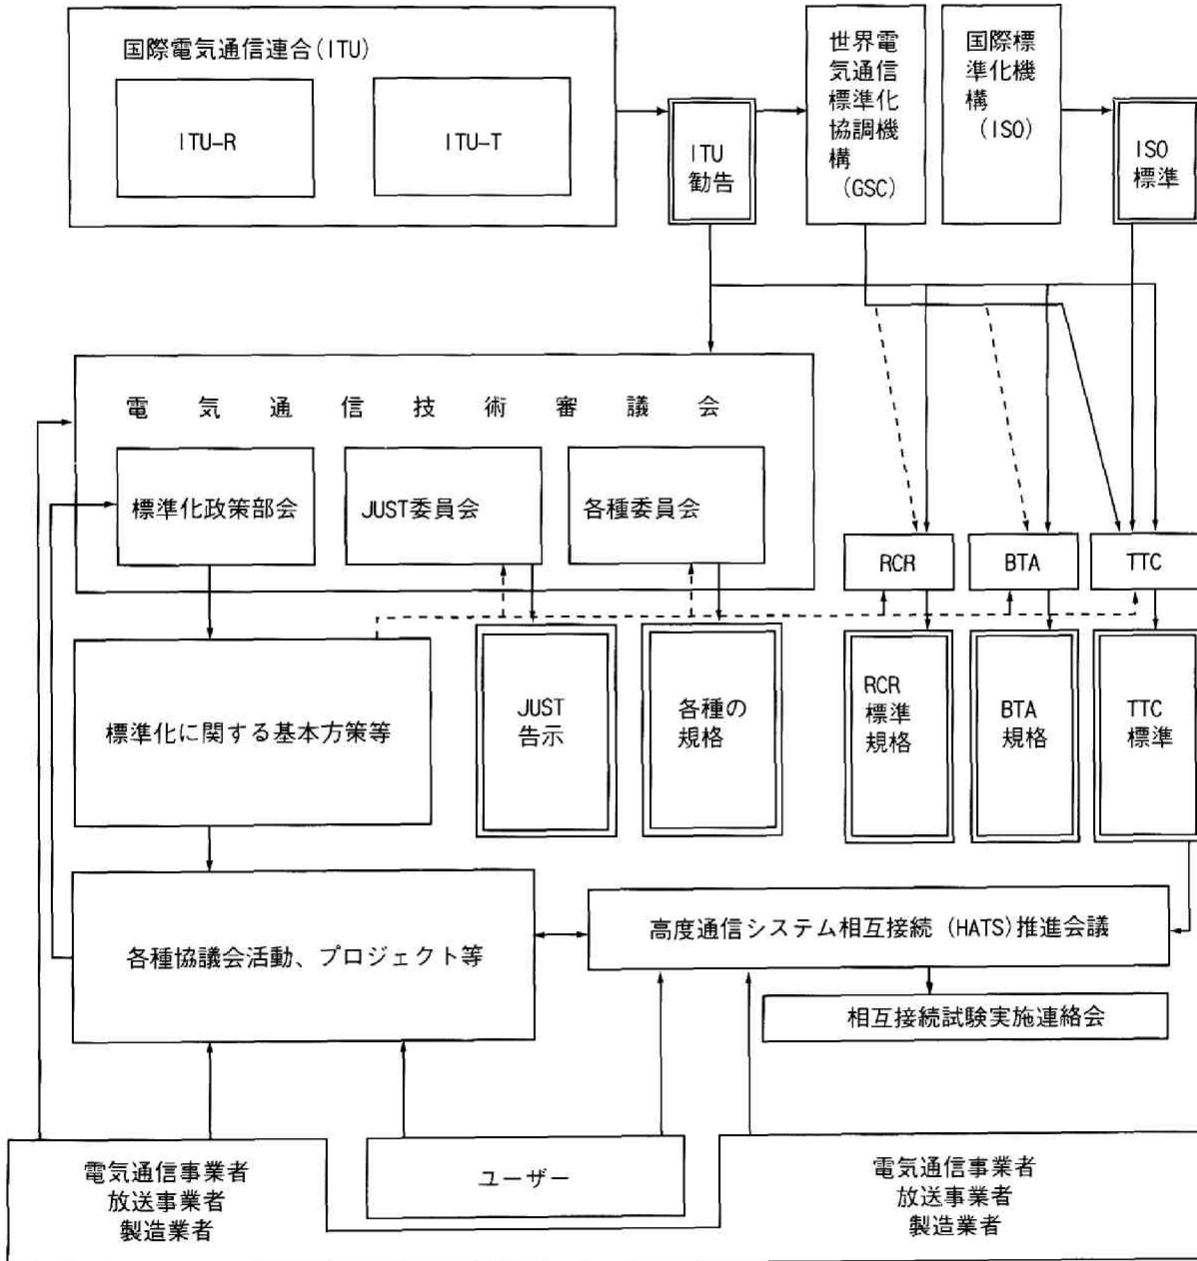 国際電気通信連合(ITU)
ITU-R
ITU-T
ITU
勧告
世界電
気通信
標準化
協調機
構
(GSC)
国際標
準化機
構
(ISO)
ISO
標準
電気通信技術審議会
標準化政策部会
JUST委員会
各種委員会
RCR
BTA
TTC
標準化に関する基本方策等
JUST
告示
各種の
規格
RCR
標準
規格
BTA
規格
TTC
標準
各種協議会活動、プロジェクト等
高度通信システム相互接続(HATS)推進会議
相互接続試験実施連絡会
電気通信事業者
放送事業者
製造業者
ユーザー
電気通信事業者
放送事業者
製造業者